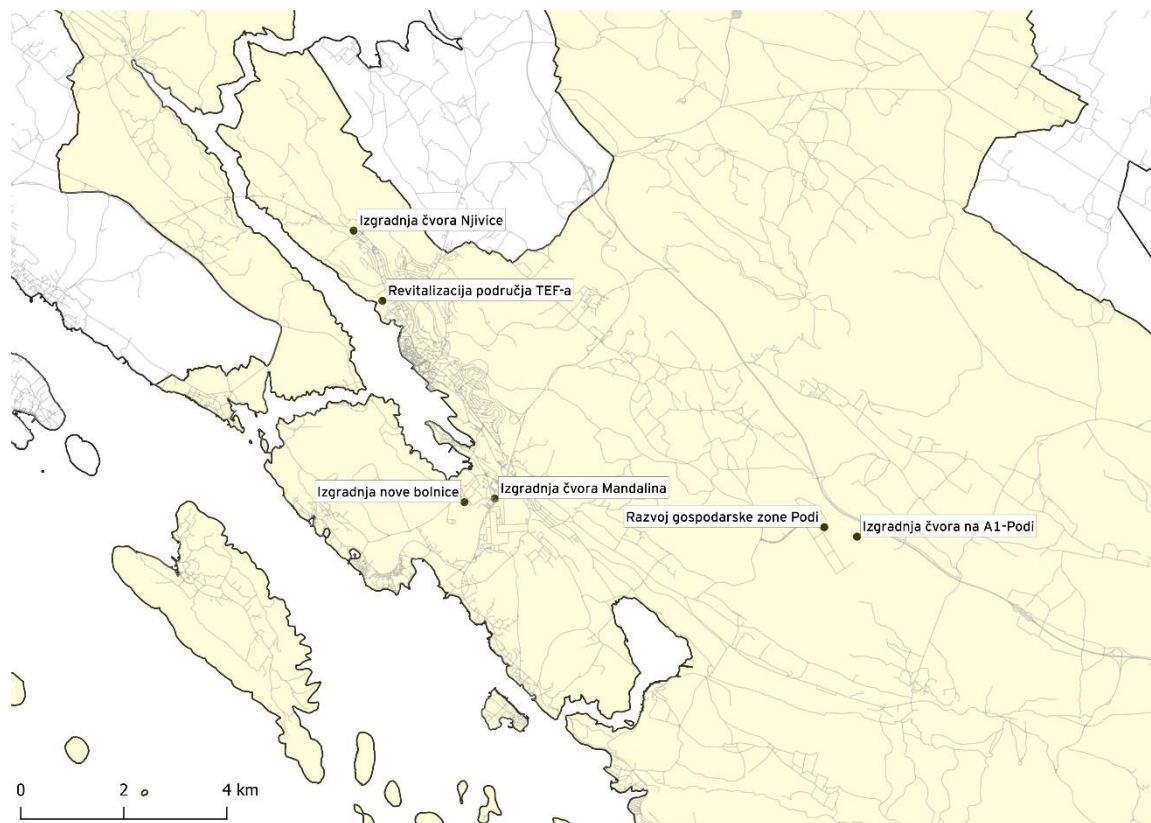 Izgradnja čvora Njivice
Revitalizacija područja TEF-a
Izgradnja nove bolnice
Izgradnja čvora Mandalina
Razvoj gospodarske zone Podi
Izgradnja čvora na A1-Podi
0 2 4 km